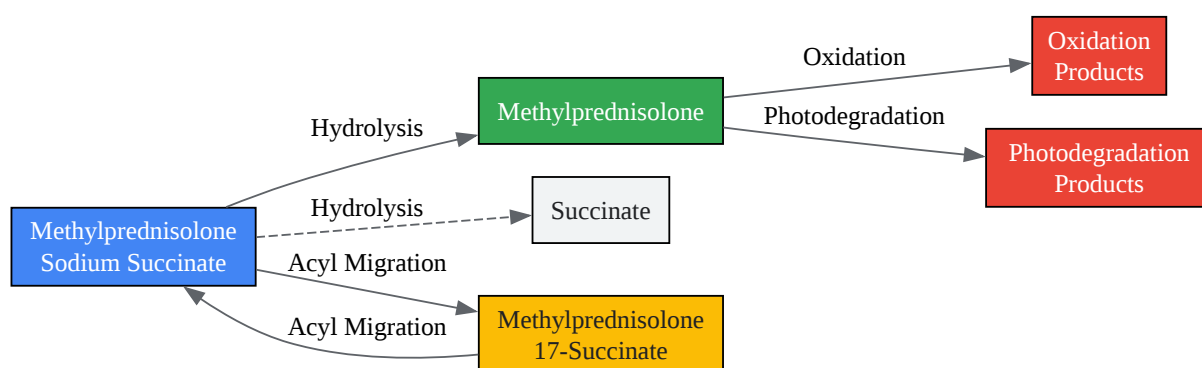 Oxidation
Products
Oxidation
Methylprednisolone
Photodegradation
Hydrolysis
Photodegradation
Products
Hydrolysis
Succinate
Methylprednisolone
Sodium Succinate
Acyl Migration
Acyl Migration
Methylprednisolone
17-Succinate